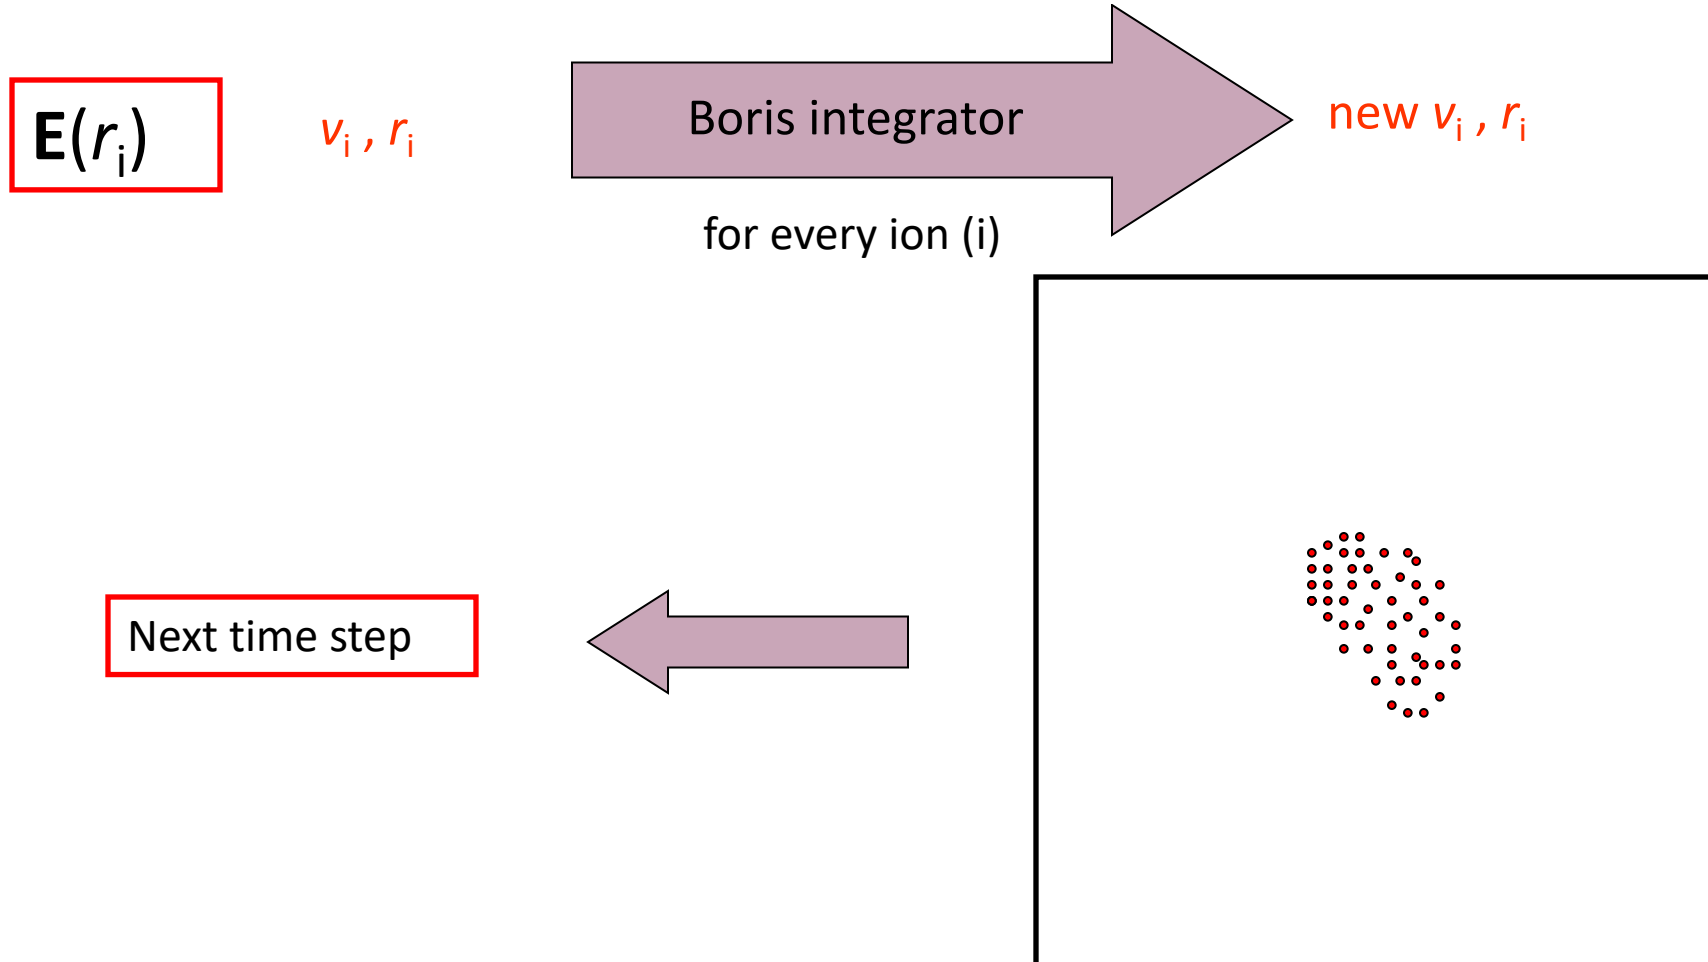 E(rᵢ)
vᵢ , rᵢ
Boris integrator
new vᵢ , rᵢ
for every ion (i)
Next time step